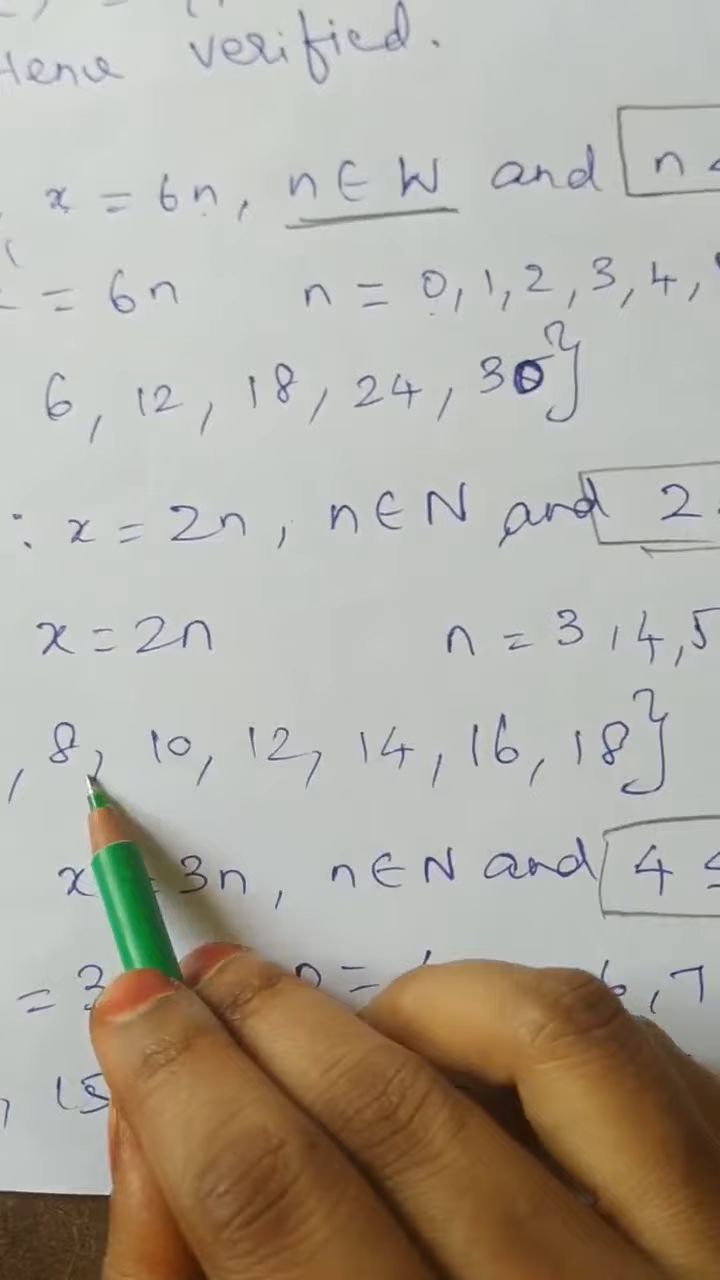 Hence verified.
x = 6n, n ∈ W and n <
= 6n n = 0, 1, 2, 3, 4,
6, 12, 18, 24, 30}
: x = 2n, n ∈ N and 2
x = 2n n = 3, 4, 5
, 8, 10, 12, 14, 16, 18}
x = 3n, n ∈ N and 4 ≤
= 3 n = 6, 7
, 15